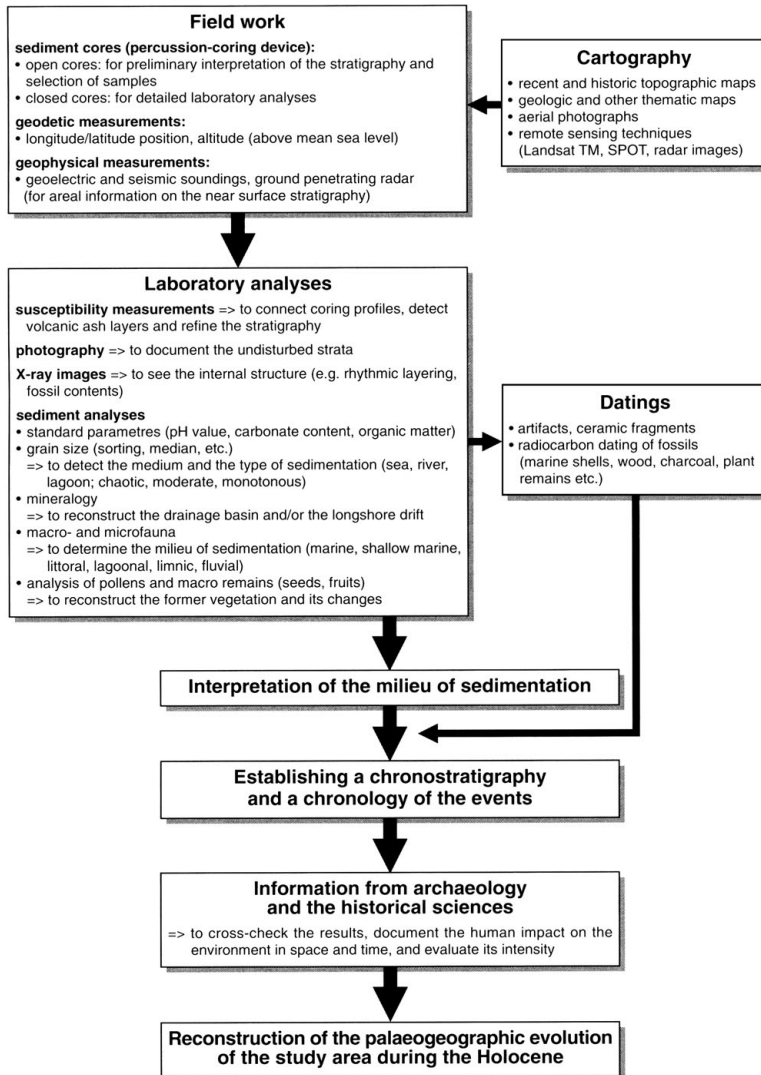 Field work
sediment cores (percussion-coring device):
• open cores: for preliminary interpretation of the stratigraphy and
selection of samples
• closed cores: for detailed laboratory analyses
geodetic measurements:
• longitude/latitude position, altitude (above mean sea level)
geophysical measurements:
• geoelectric and seismic soundings, ground penetrating radar
(for areal information on the near surface stratigraphy)
Cartography
• recent and historic topographic maps
• geologic and other thematic maps
• aerial photographs
• remote sensing techniques
(Landsat TM, SPOT, radar images)
Laboratory analyses
susceptibility measurements => to connect coring profiles, detect
volcanic ash layers and refine the stratigraphy
photography => to document the undisturbed strata
X-ray images => to see the internal structure (e.g. rhythmic layering,
fossil contents)
sediment analyses
• standard parametres (pH value, carbonate content, organic matter)
• grain size (sorting, median, etc.)
=> to detect the medium and the type of sedimentation (sea, river,
lagoon; chaotic, moderate, monotonous)
• mineralogy
=> to reconstruct the drainage basin and/or the longshore drift
• macro- and microfauna
=> to determine the milieu of sedimentation (marine, shallow marine,
littoral, lagoonal, limnic, fluvial)
• analysis of pollens and macro remains (seeds, fruits)
=> to reconstruct the former vegetation and its changes
Datings
• artifacts, ceramic fragments
• radiocarbon dating of fossils
(marine shells, wood, charcoal, plant
remains etc.)
Interpretation of the milieu of sedimentation
Establishing a chronostratigraphy
and a chronology of the events
Information from archaeology
and the historical sciences
=> to cross-check the results, document the human impact on the
environment in space and time, and evaluate its intensity
Reconstruction of the palaeogeographic evolution
of the study area during the Holocene